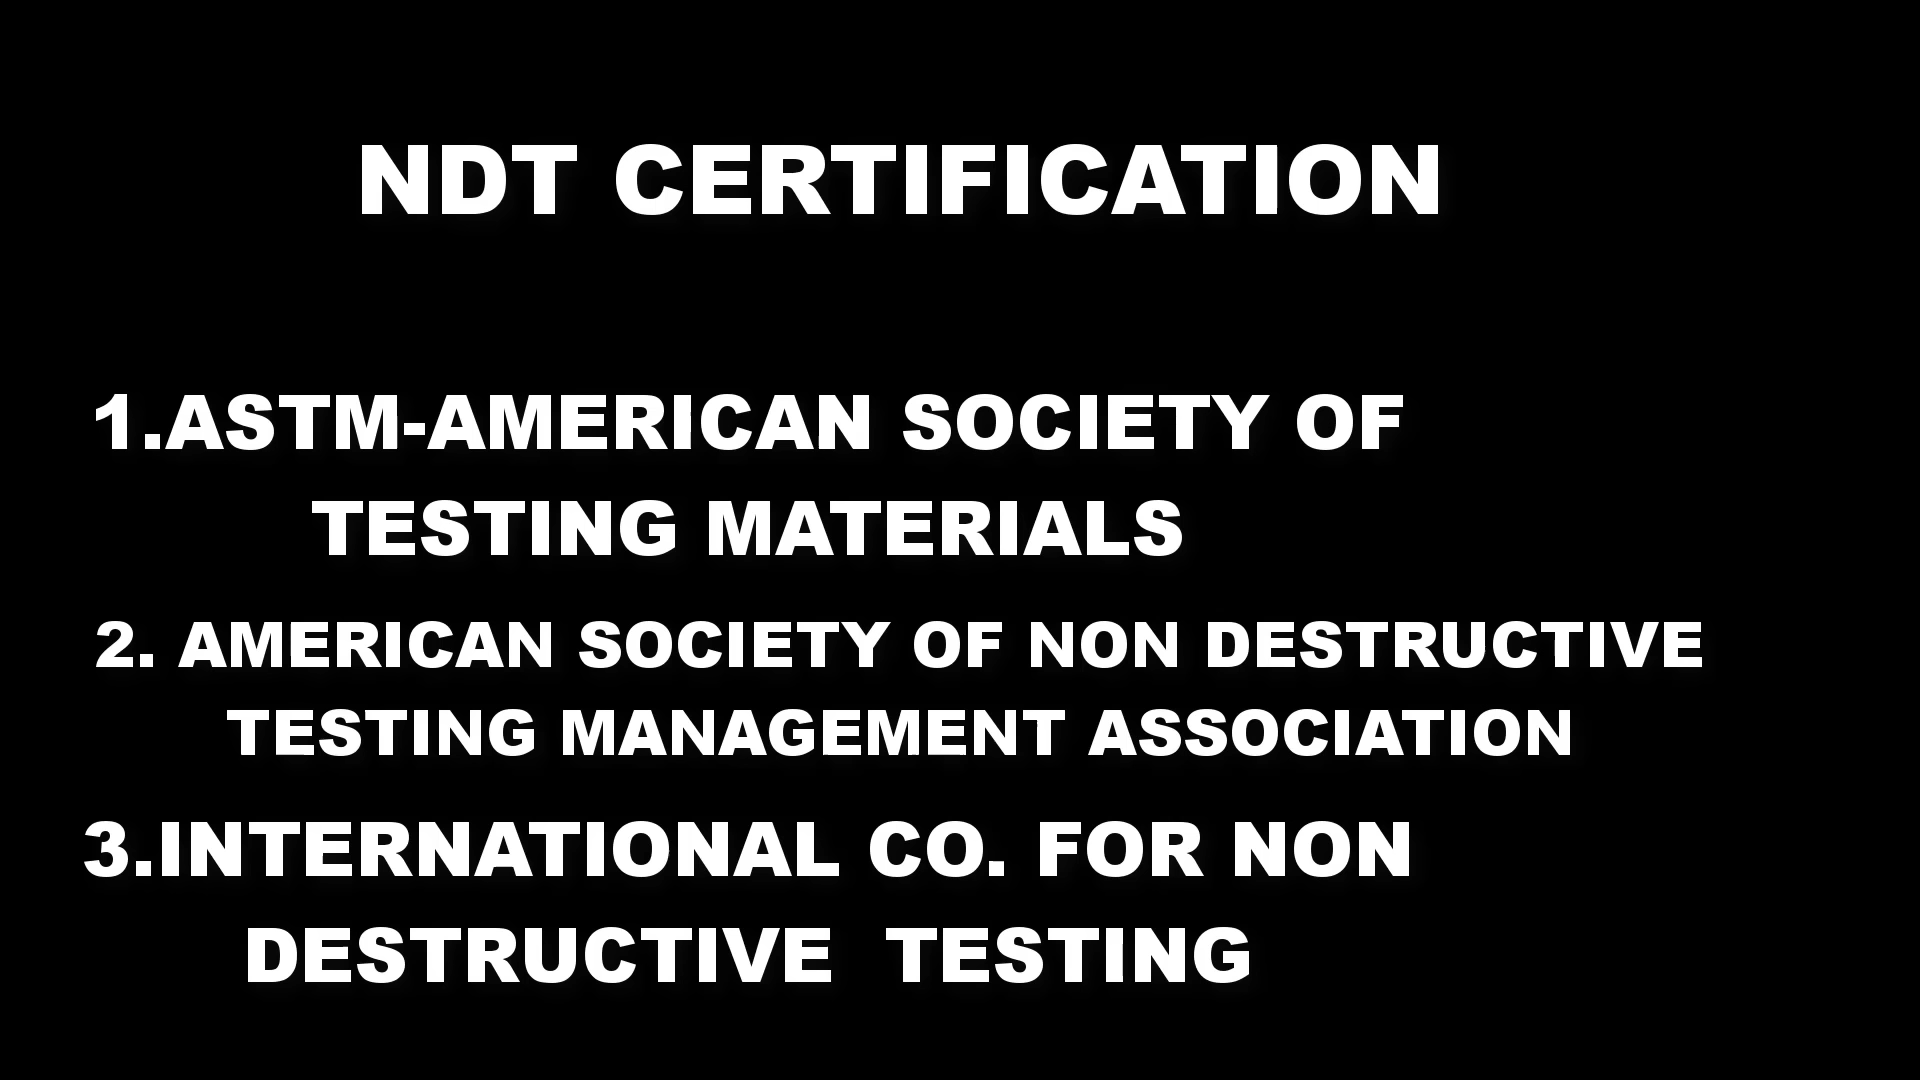 NDT CERTIFICATION
1.ASTM-AMERICAN SOCIETY OF
TESTING MATERIALS
2. AMERICAN SOCIETY OF NON DESTRUCTIVE
TESTING MANAGEMENT ASSOCIATION
3.INTERNATIONAL CO. FOR NON
DESTRUCTIVE  TESTING